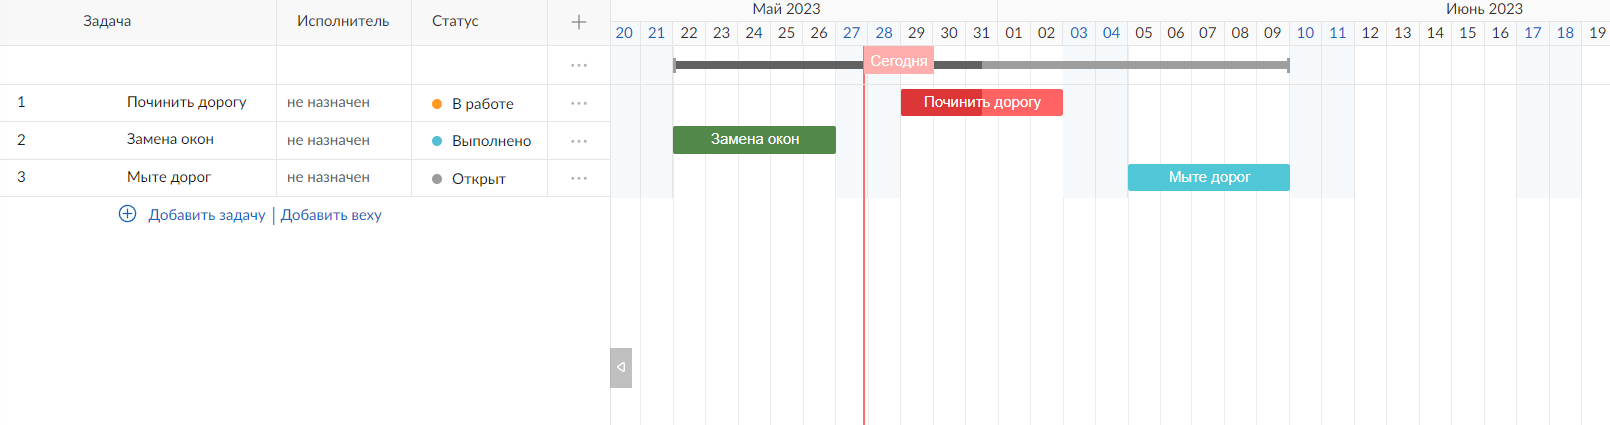 Задача Исполнитель Статус
Май 2023 Июнь 2023
20 21 22 23 24 25 26 27 28 29 30 31 01 02 03 04 05 06 07 08 09 10 11 12 13 14 15 16 17 18 19
Сегодня
1 Починить дорогу не назначен В работе Починить дорогу
2 Замена окон не назначен Выполнено Замена окон
3 Мыте дорог не назначен Открыт Мыте дорог
Добавить задачу | Добавить веху